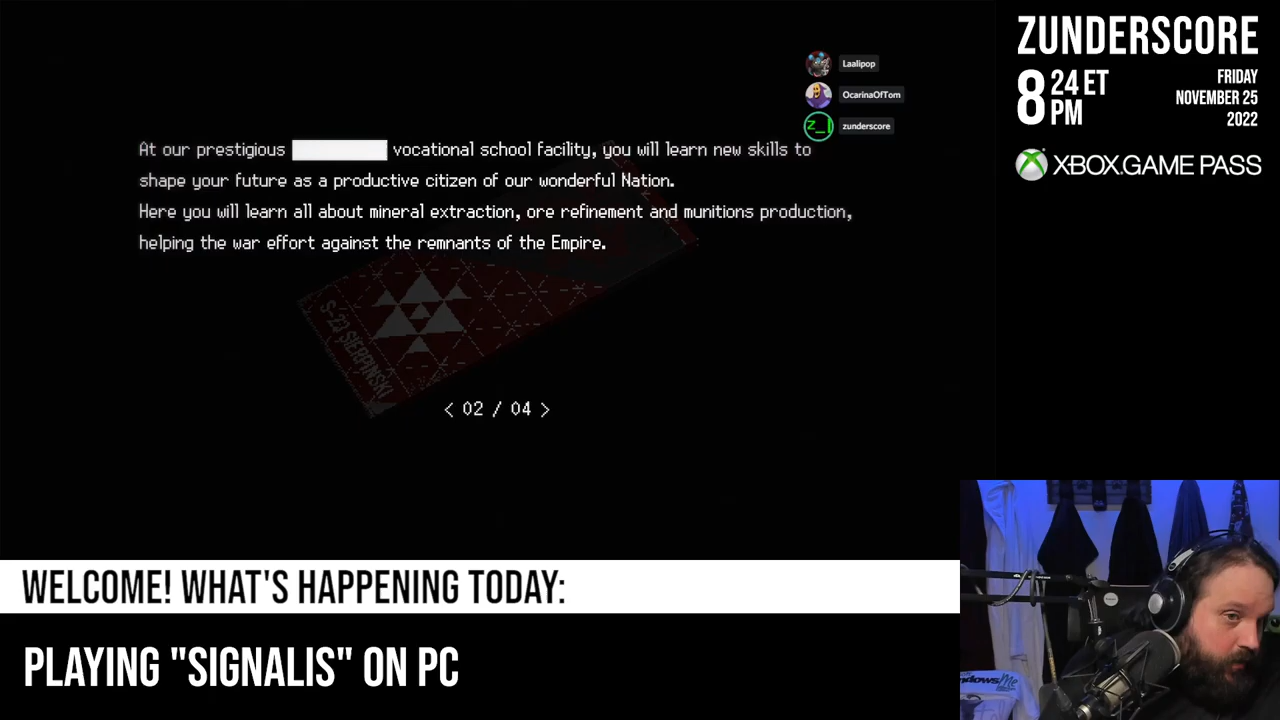 ZUNDERSCORE
8 24 ET PM
FRIDAY
NOVEMBER 25
2022
XBOX.GAME PASS
Laalipop
OcarinaOfTom
z_
zunderscore
At our prestigious vocational school facility, you will learn new skills to
shape your future as a productive citizen of our wonderful Nation.
Here you will learn all about mineral extraction, ore refinement and munitions production,
helping the war effort against the remnants of the Empire.
S-23 SIERPINSKI
< 02 / 04 >
WELCOME! WHAT'S HAPPENING TODAY:
PLAYING "SIGNALIS" ON PC
Windows Me